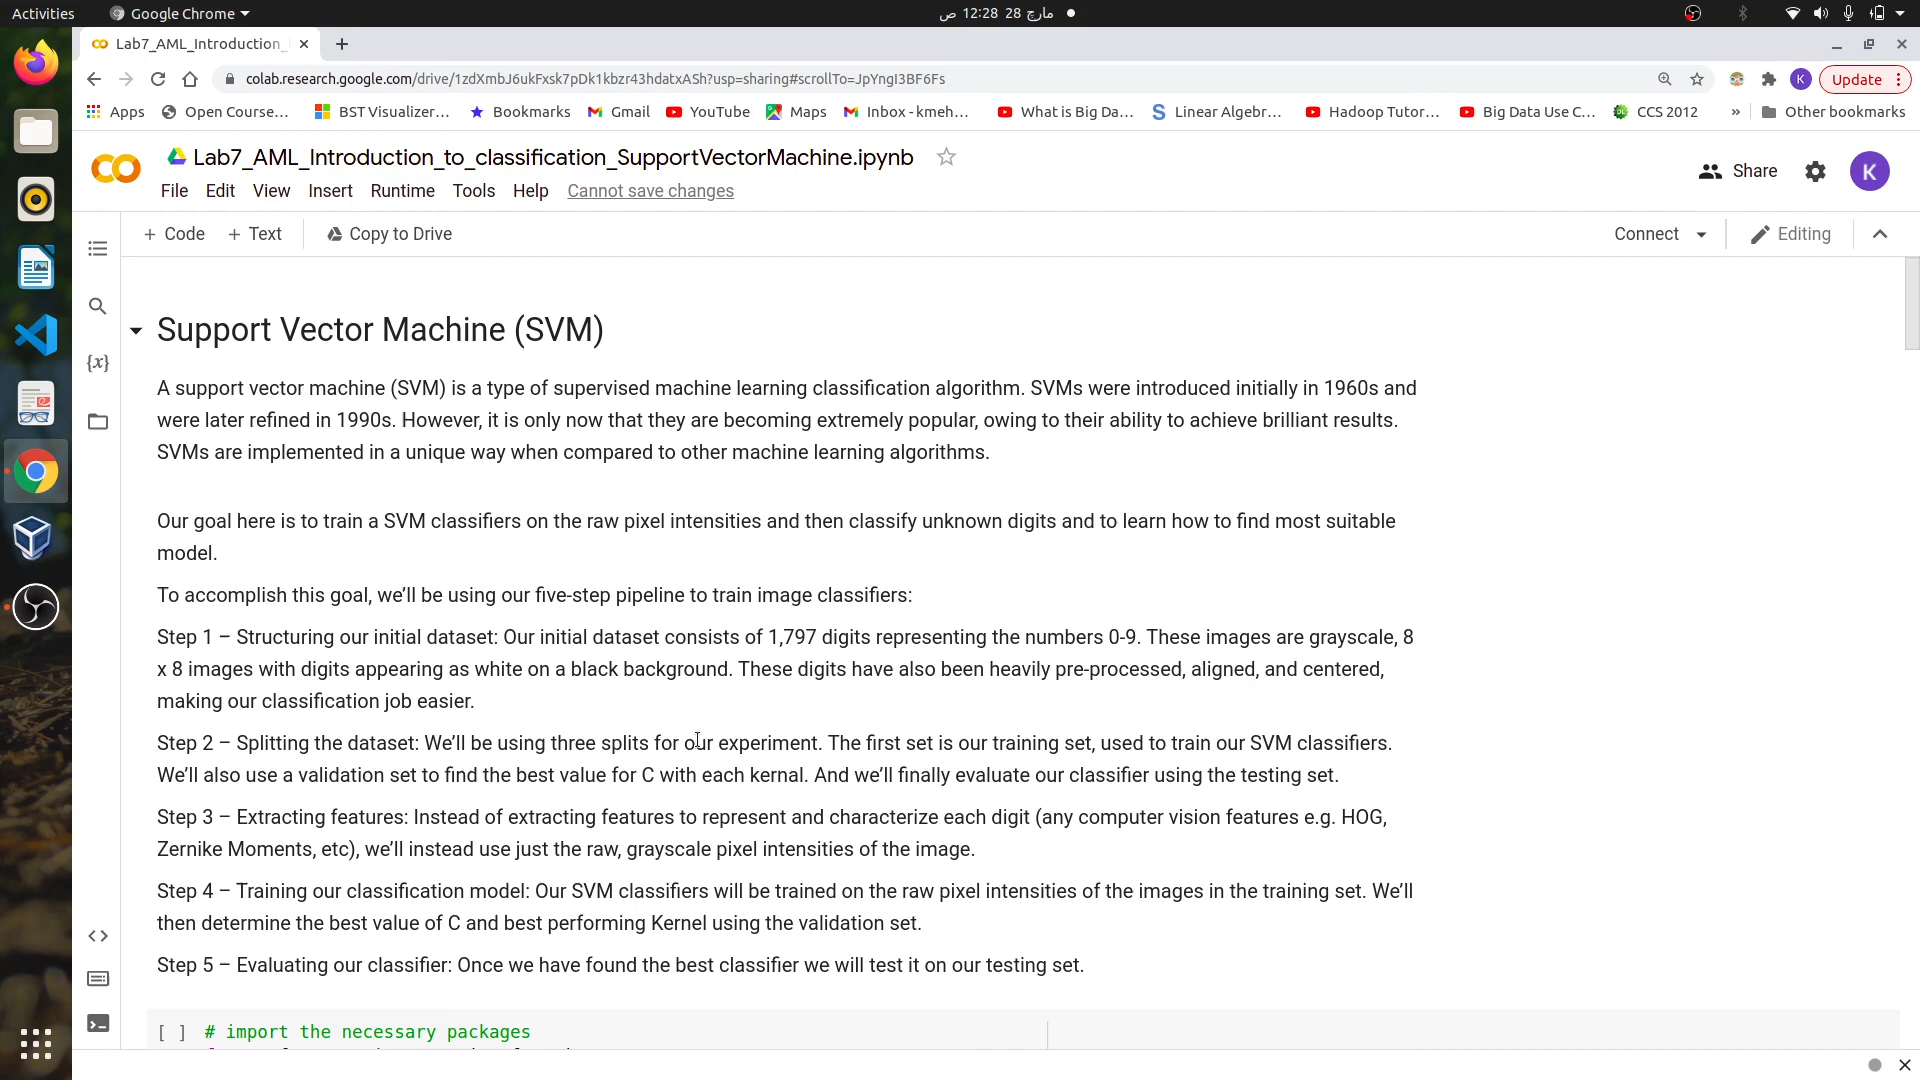 Activities
Google Chrome
مارچ 28 12:28 ص
Lab7_AML_Introduction_
colab.research.google.com/drive/1zdXmbJ6ukFxsk7pDk1kbzr43hdatxASh?usp=sharing#scrollTo=JpYngI3BF6Fs
K
Update
Apps
Open Course...
BST Visualizer...
Bookmarks
Gmail
YouTube
Maps
Inbox - kmeh...
What is Big Da...
Linear Algebr...
Hadoop Tutor...
Big Data Use C...
CCS 2012
»
Other bookmarks
Lab7_AML_Introduction_to_classification_SupportVectorMachine.ipynb
File Edit View Insert Runtime Tools Help Cannot save changes
Share
K
+ Code + Text Copy to Drive
Connect
Editing
{x}
Support Vector Machine (SVM)
A support vector machine (SVM) is a type of supervised machine learning classification algorithm. SVMs were introduced initially in 1960s and
were later refined in 1990s. However, it is only now that they are becoming extremely popular, owing to their ability to achieve brilliant results.
SVMs are implemented in a unique way when compared to other machine learning algorithms.
Our goal here is to train a SVM classifiers on the raw pixel intensities and then classify unknown digits and to learn how to find most suitable
model.
To accomplish this goal, we’ll be using our five-step pipeline to train image classifiers:
Step 1 – Structuring our initial dataset: Our initial dataset consists of 1,797 digits representing the numbers 0-9. These images are grayscale, 8
x 8 images with digits appearing as white on a black background. These digits have also been heavily pre-processed, aligned, and centered,
making our classification job easier.
Step 2 – Splitting the dataset: We’ll be using three splits for our experiment. The first set is our training set, used to train our SVM classifiers.
We’ll also use a validation set to find the best value for C with each kernal. And we’ll finally evaluate our classifier using the testing set.
Step 3 – Extracting features: Instead of extracting features to represent and characterize each digit (any computer vision features e.g. HOG,
Zernike Moments, etc), we’ll instead use just the raw, grayscale pixel intensities of the image.
Step 4 – Training our classification model: Our SVM classifiers will be trained on the raw pixel intensities of the images in the training set. We’ll
then determine the best value of C and best performing Kernel using the validation set.
Step 5 – Evaluating our classifier: Once we have found the best classifier we will test it on our testing set.
[ ] # import the necessary packages